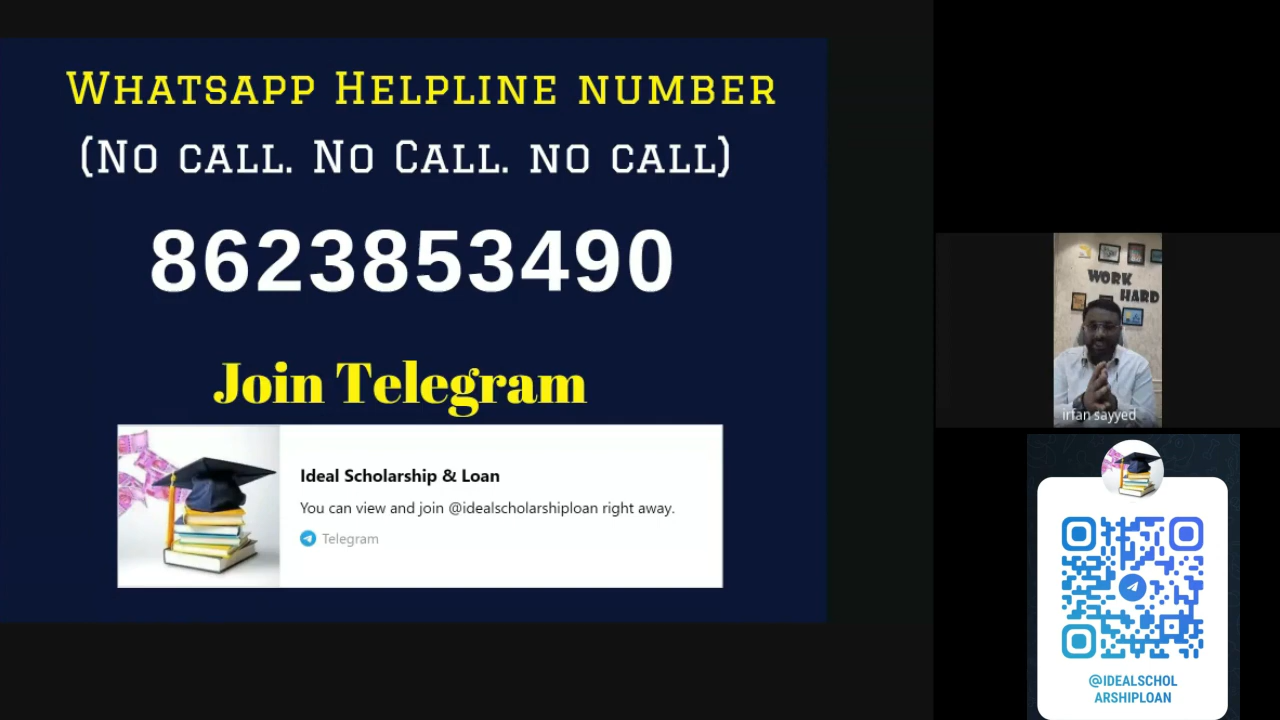 WHATSAPP HELPLINE NUMBER
(NO CALL. NO CALL. NO CALL)
8623853490
Join Telegram
Ideal Scholarship & Loan
You can view and join @idealscholarshiploan right away.
Telegram
WORK
HARD
irfan sayyed
@IDEALSCHOL
ARSHIPLOAN